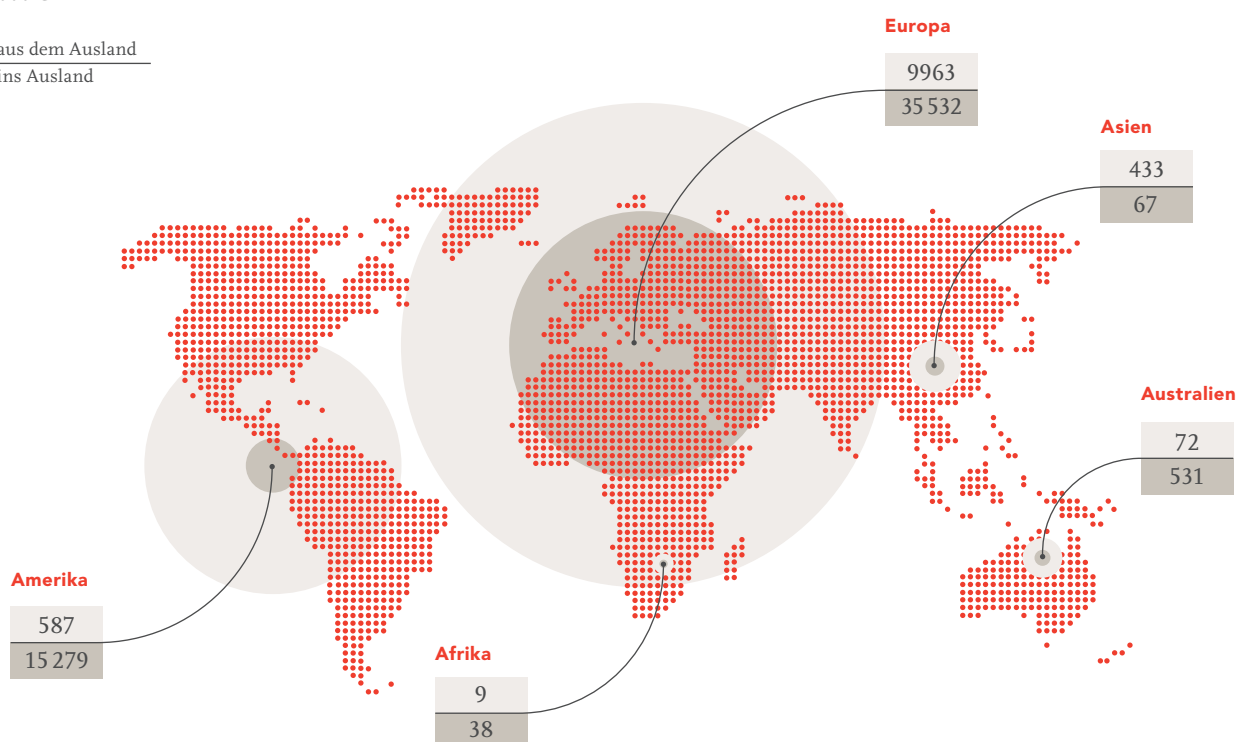 aus dem Ausland
ins Ausland
Europa
9963
35 532
Asien
433
67
Australien
72
531
Amerika
587
15 279
Afrika
9
38